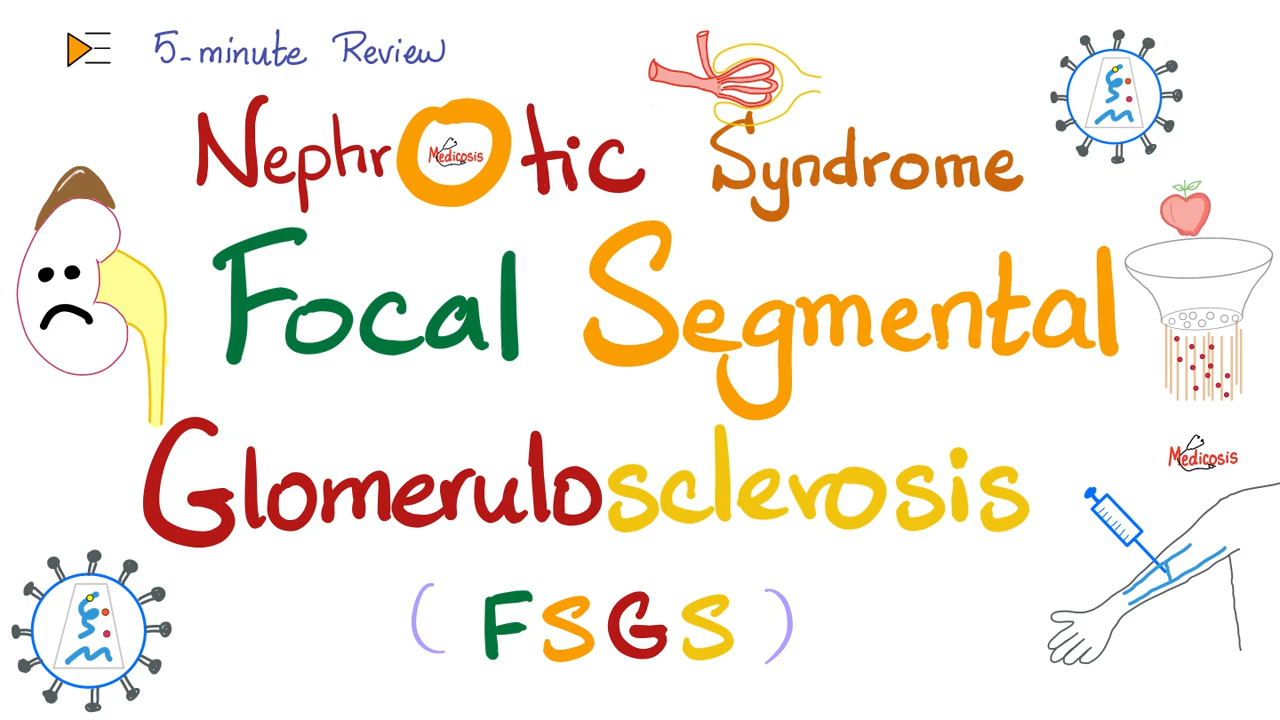 5-minute Review
Nephrotic Syndrome
Medicosis
Focal Segmental
Glomerulosclerosis
Medicosis
(FSGS)